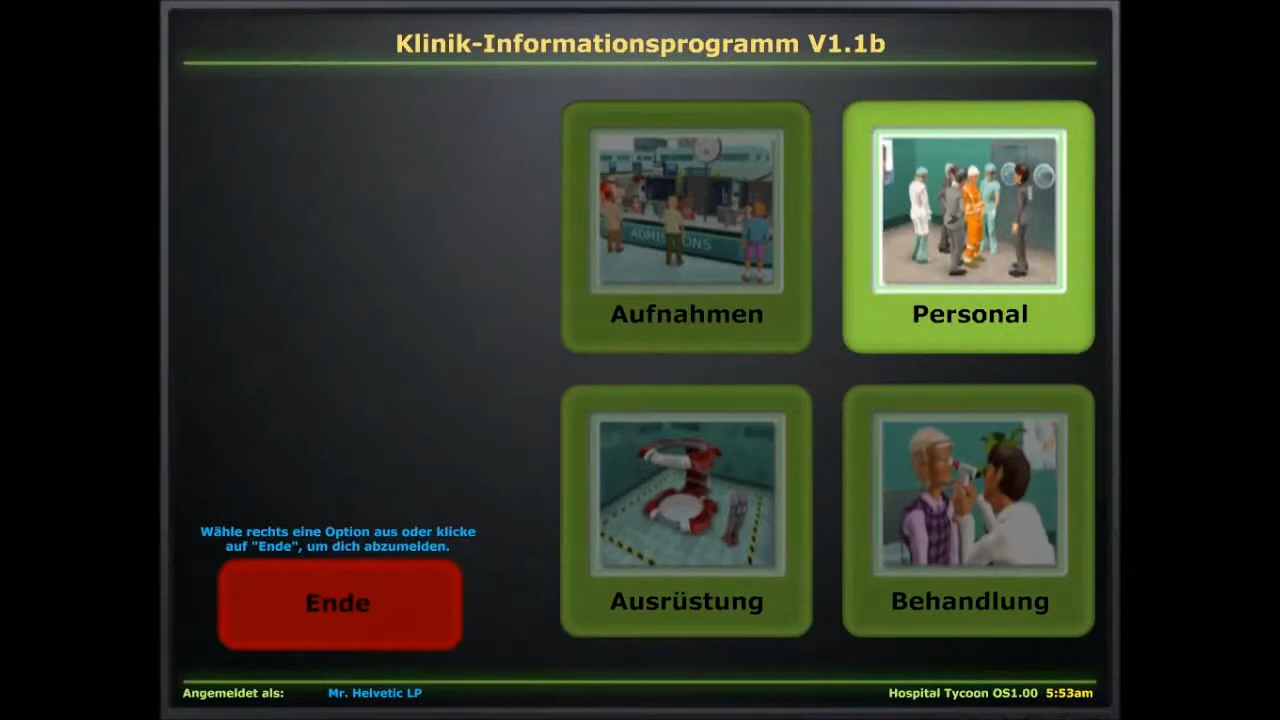 Klinik-Informationsprogramm V1.1b
ADMISSIONS
Aufnahmen
Personal
Wähle rechts eine Option aus oder klicke
auf "Ende", um dich abzumelden.
Ende
Ausrüstung
Behandlung
Angemeldet als: Mr. Helvetic LP
Hospital Tycoon OS1.00 5:53am